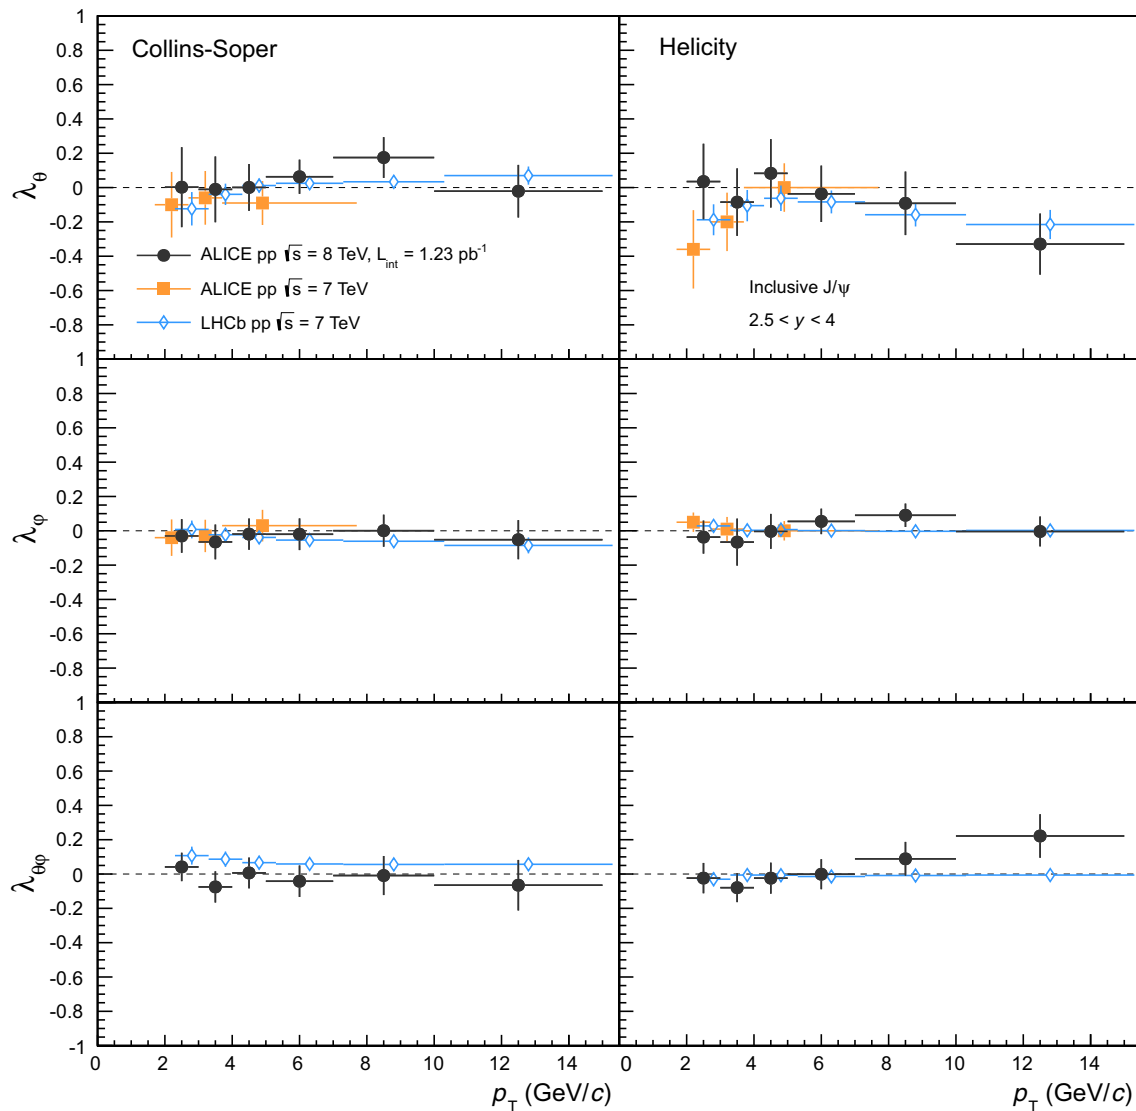 Collins-Soper
Helicity
λθ
1
0.8
0.6
0.4
0.2
0
-0.2
-0.4
-0.6
-0.8
ALICE pp √s = 8 TeV, Lint = 1.23 pb-1
ALICE pp √s = 7 TeV
LHCb pp √s = 7 TeV
Inclusive J/ψ
2.5 < y < 4
λφ
1
0.8
0.6
0.4
0.2
0
-0.2
-0.4
-0.6
-0.8
λθφ
1
0.8
0.6
0.4
0.2
0
-0.2
-0.4
-0.6
-0.8
-1
0 2 4 6 8 10 12 14
0 2 4 6 8 10 12 14
pT (GeV/c)
pT (GeV/c)